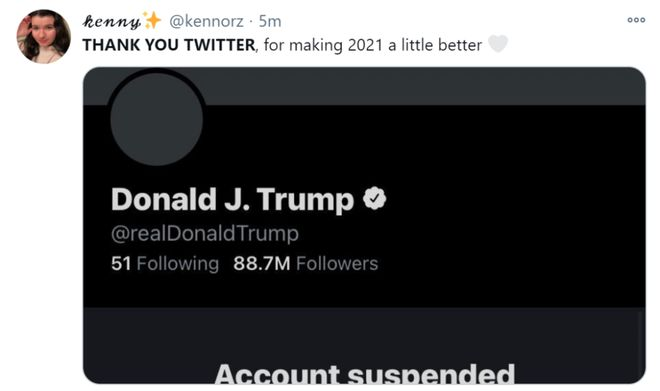 𝓀𝑒𝓃𝓃𝓎✨ @kennorz · 5m
THANK YOU TWITTER, for making 2021 a little better 🤍
Donald J. Trump
@realDonaldTrump
51 Following 88.7M Followers
Account suspended